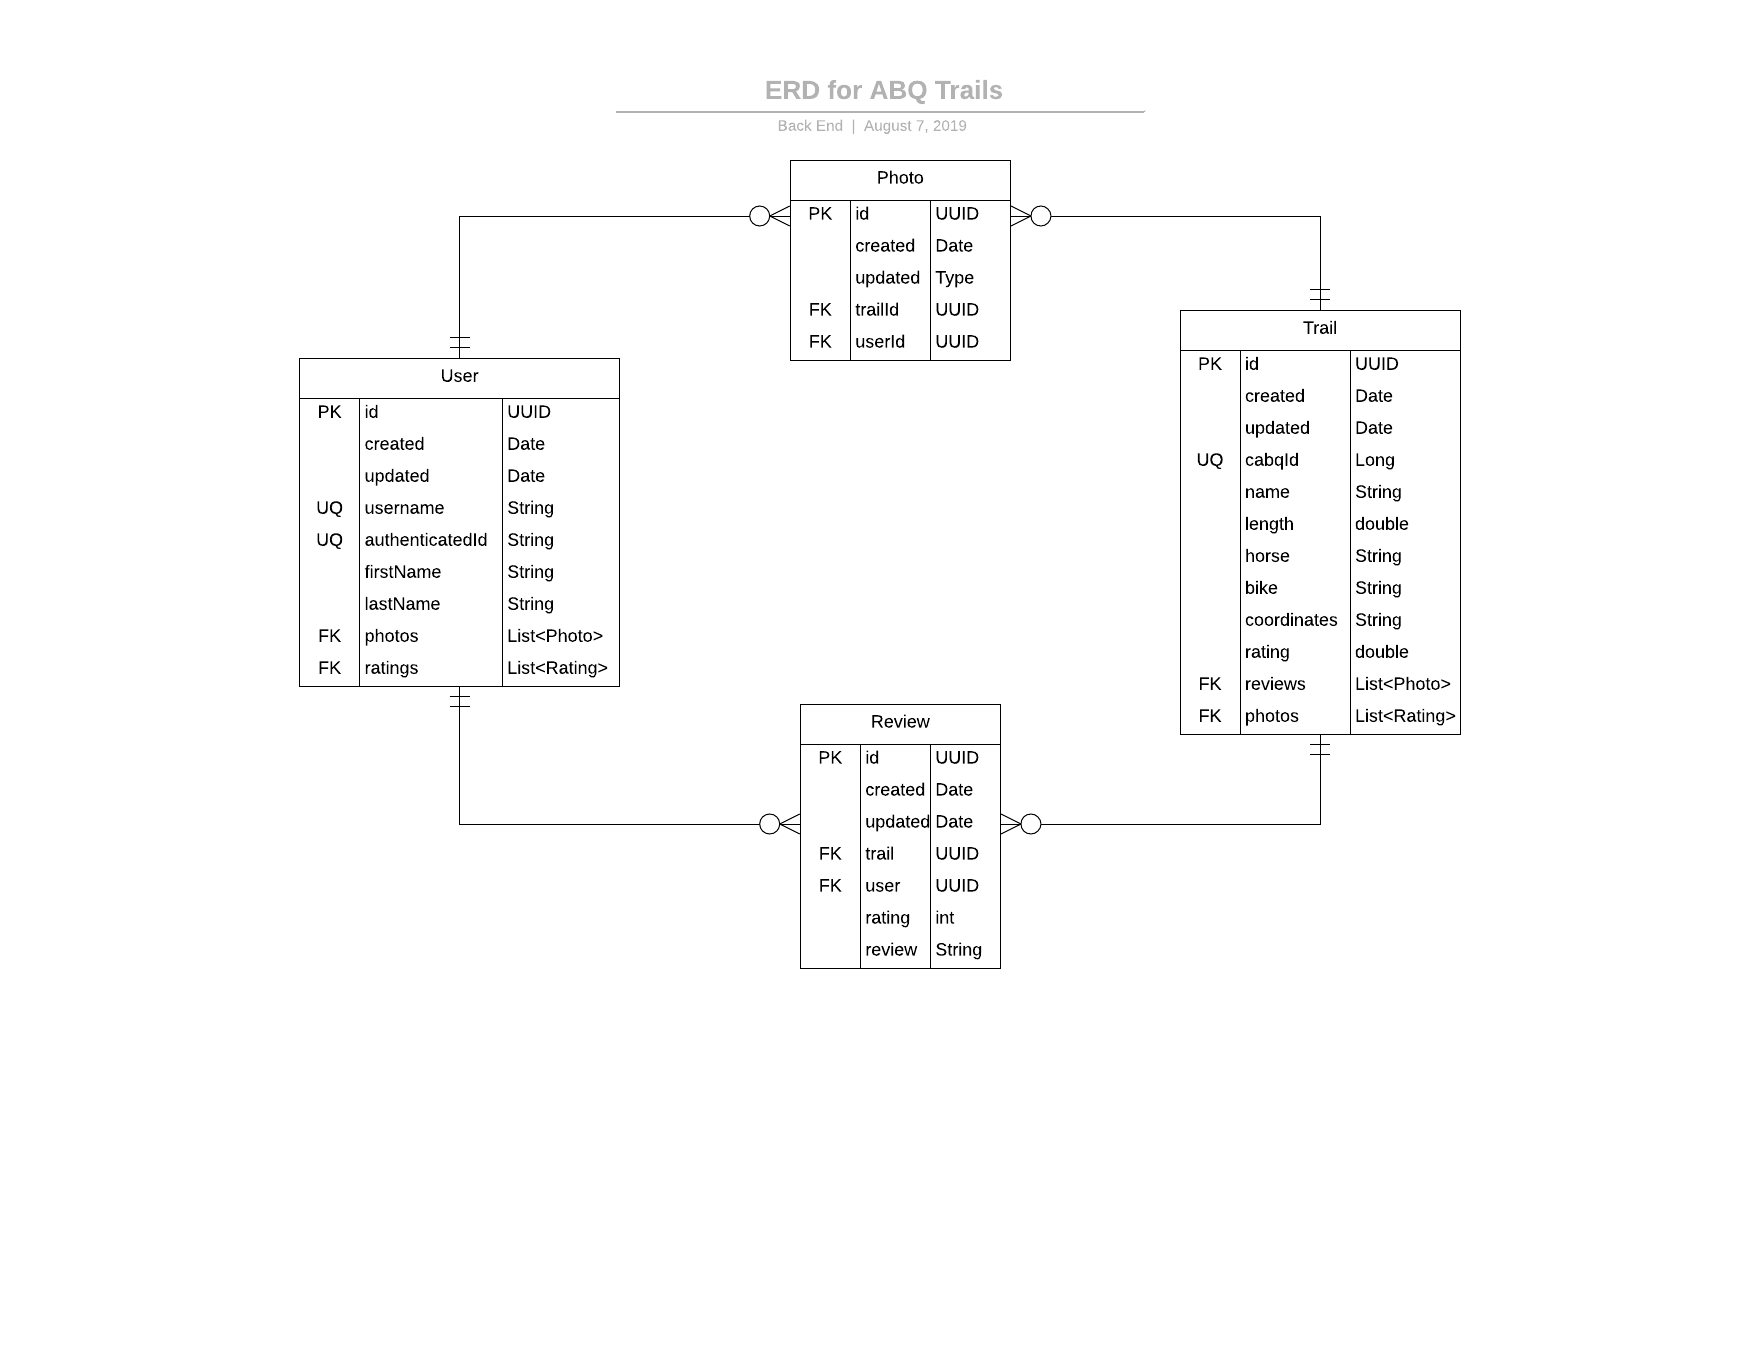 ERD for ABQ Trails
Back End | August 7, 2019
Photo
PK id UUID
created Date
updated Type
FK trailId UUID
FK userId UUID
User
PK id UUID
created Date
updated Date
UQ username String
UQ authenticatedId String
firstName String
lastName String
FK photos List<Photo>
FK ratings List<Rating>
Trail
PK id UUID
created Date
updated Date
UQ cabqId Long
name String
length double
horse String
bike String
coordinates String
rating double
FK reviews List<Photo>
FK photos List<Rating>
Review
PK id UUID
created Date
updated Date
FK trail UUID
FK user UUID
rating int
review String